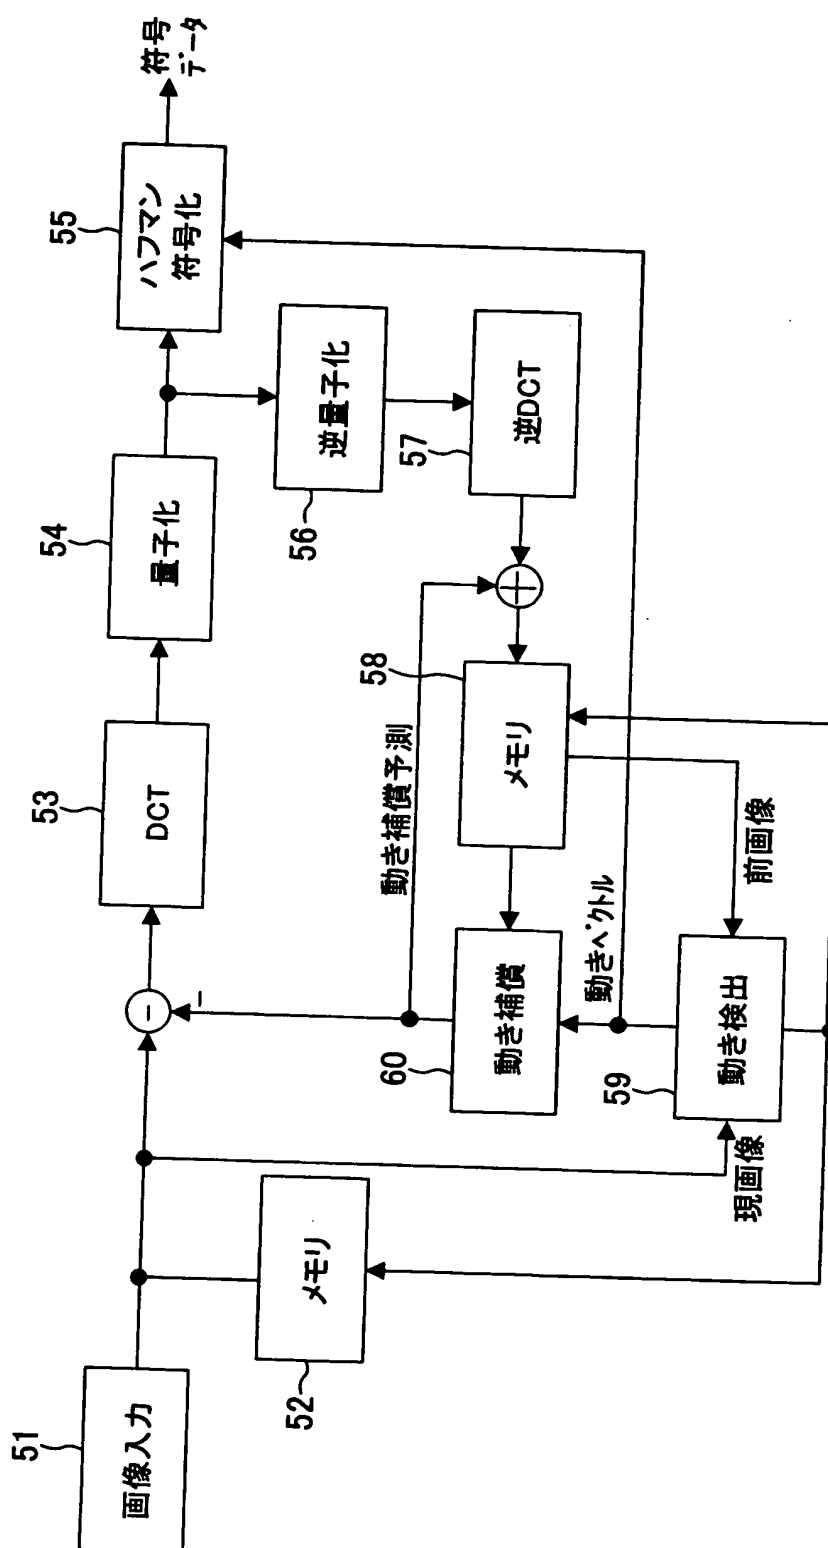 51
画像入力
52
メモリ
53
DCT
54
量子化
55
ハフマン
符号化
符号
データ
56
逆量子化
57
逆DCT
58
メモリ
動き補償予測
60
動き補償
動きベクトル
59
動き検出
現画像
前画像
-
-
+